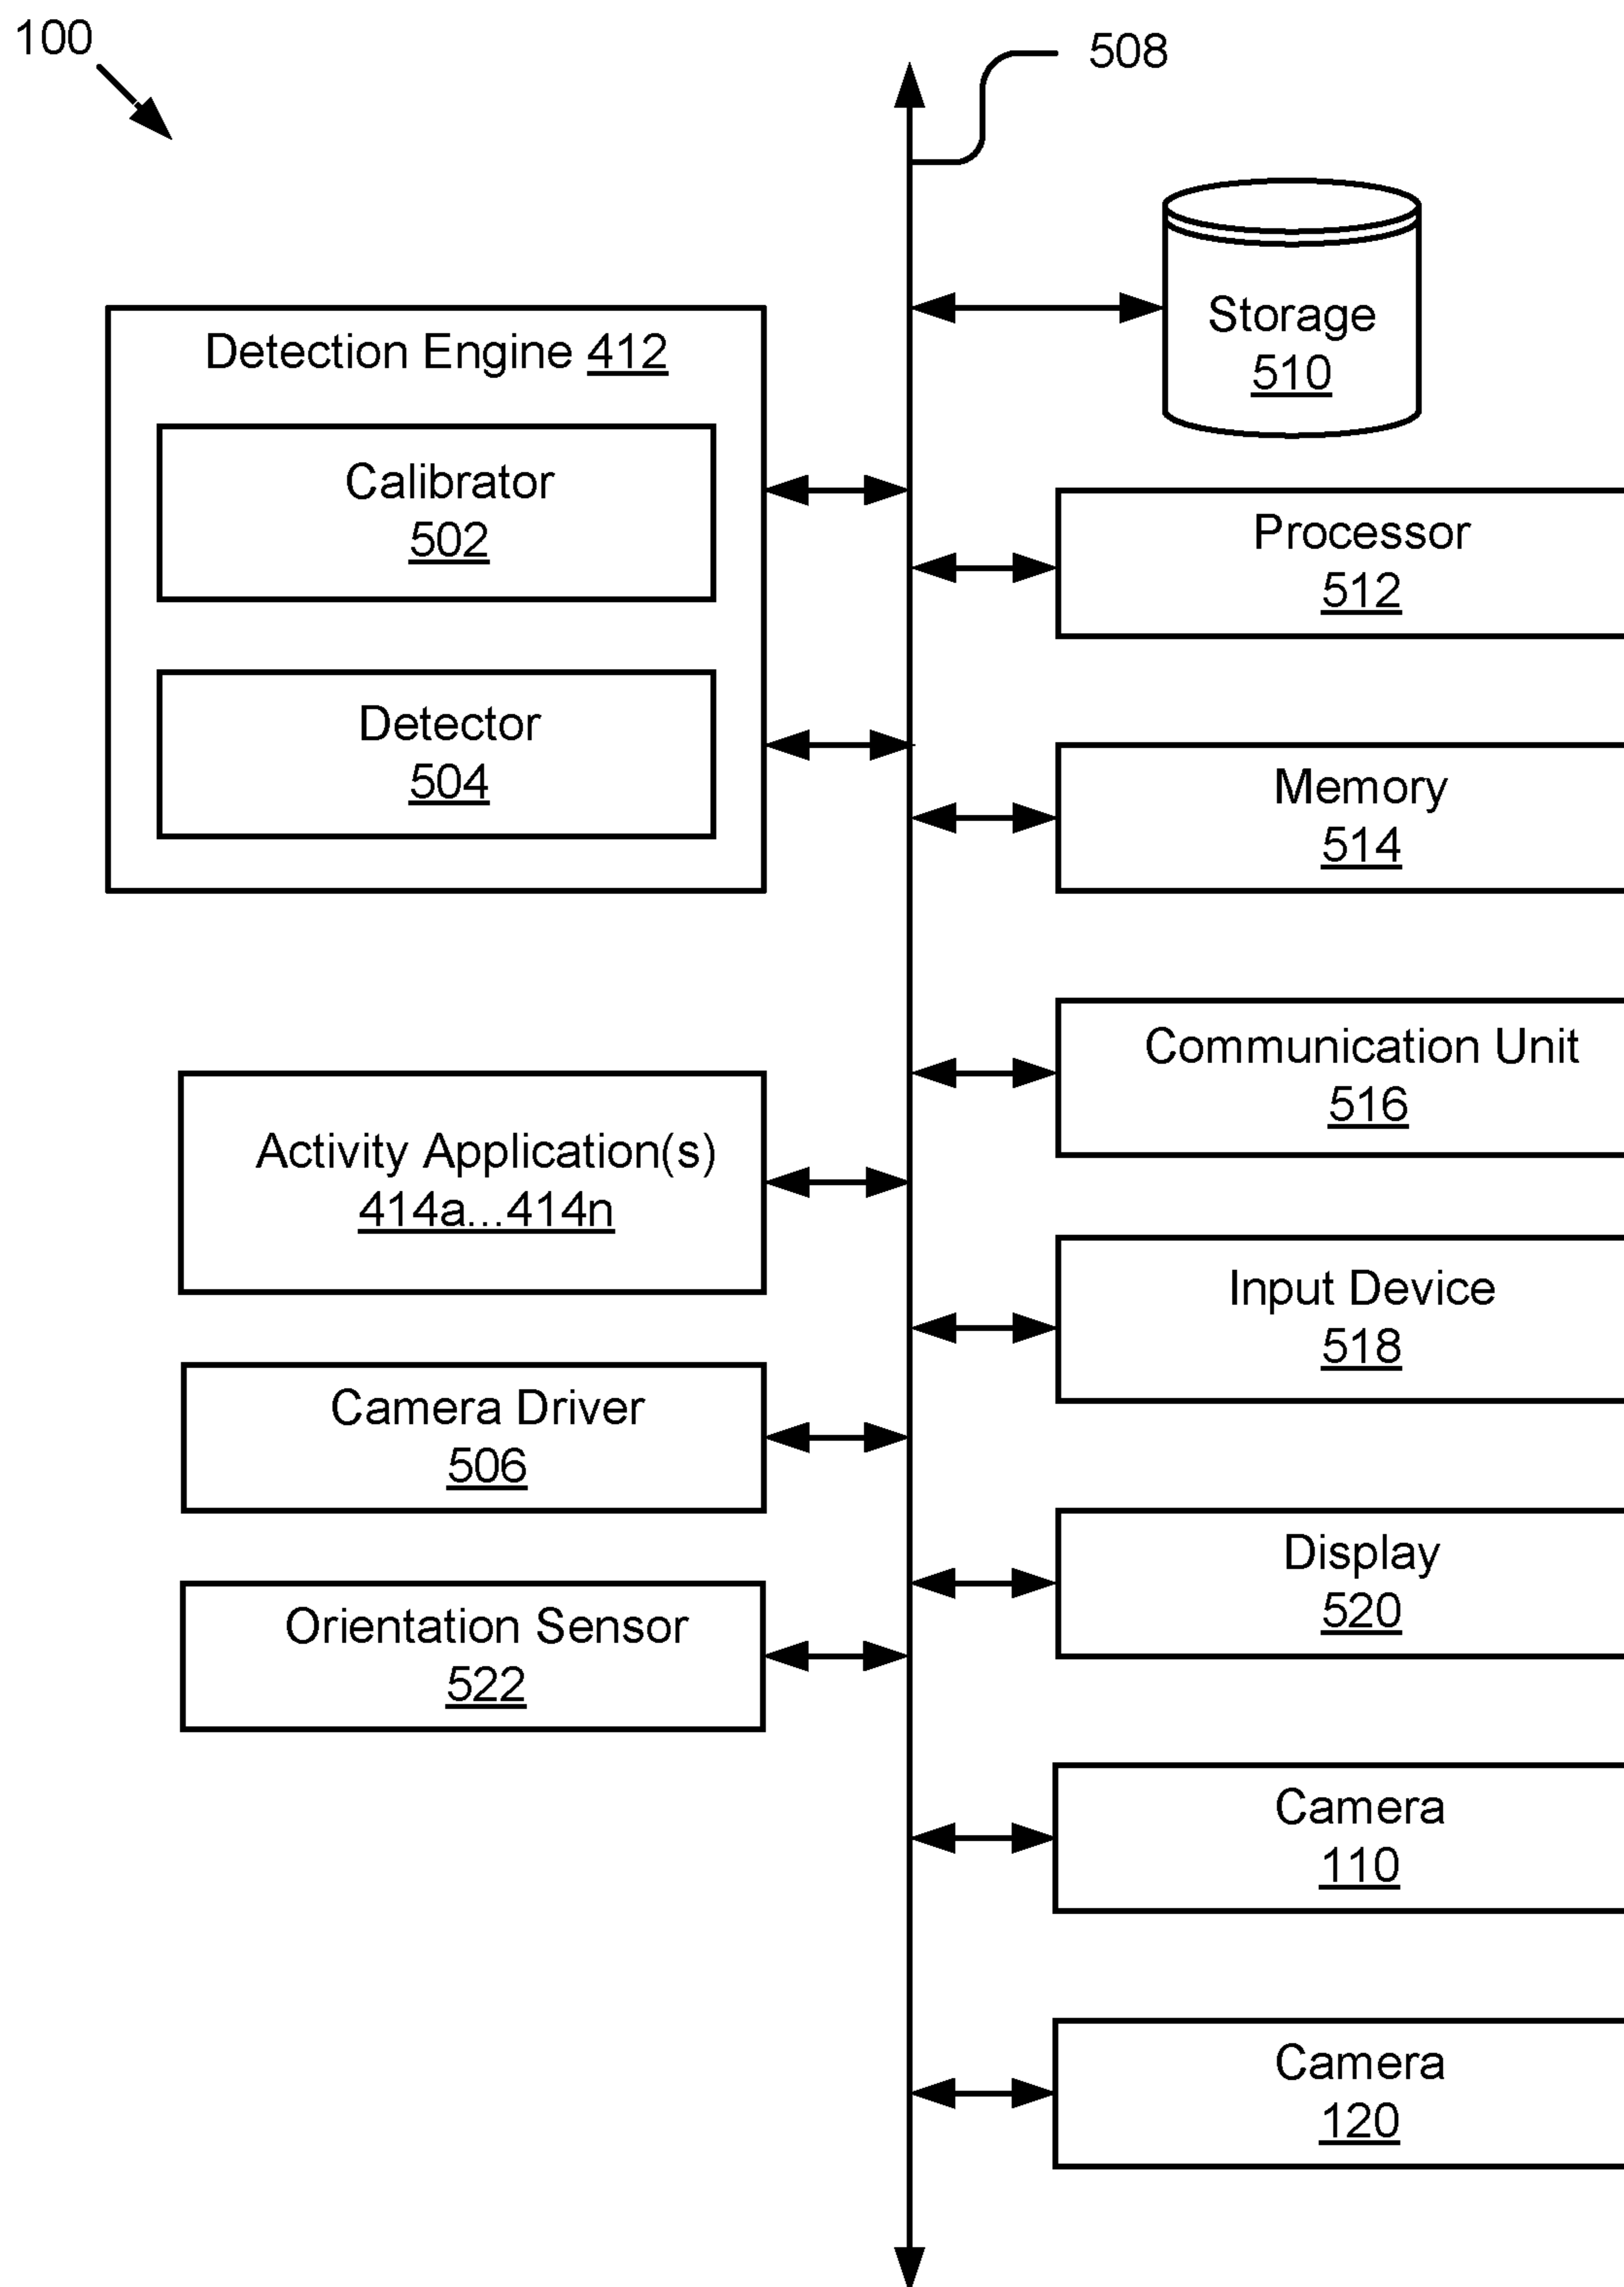 100
508
Storage
510
Detection Engine 412
Calibrator
502
Detector
504
Processor
512
Memory
514
Communication Unit
516
Activity Application(s)
414a...414n
Input Device
518
Camera Driver
506
Display
520
Orientation Sensor
522
Camera
110
Camera
120